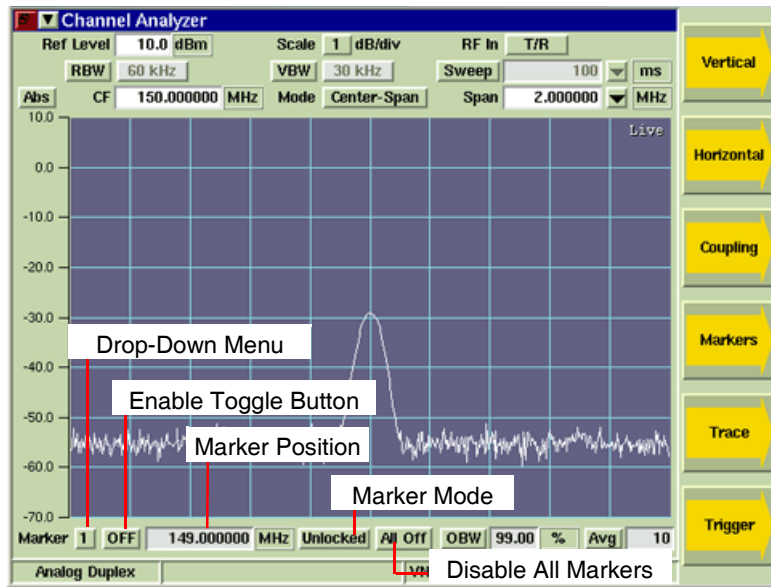 Channel Analyzer
Ref Level 10.0 dBm Scale 1 dB/div RF In T/R
RBW 60 kHz VBW 30 kHz Sweep 100 ms
Abs CF 150.000000 MHz Mode Center-Span Span 2.000000 MHz
10.0
Live
0.0
-10.0
-20.0
-30.0
-40.0
-50.0
-60.0
-70.0
Drop-Down Menu
Enable Toggle Button
Marker Position
Marker Mode
Marker 1 OFF 149.000000 MHz Unlocked All Off OBW 99.00 % Avg 10
Analog Duplex
Disable All Markers
Vertical
Horizontal
Coupling
Markers
Trace
Trigger